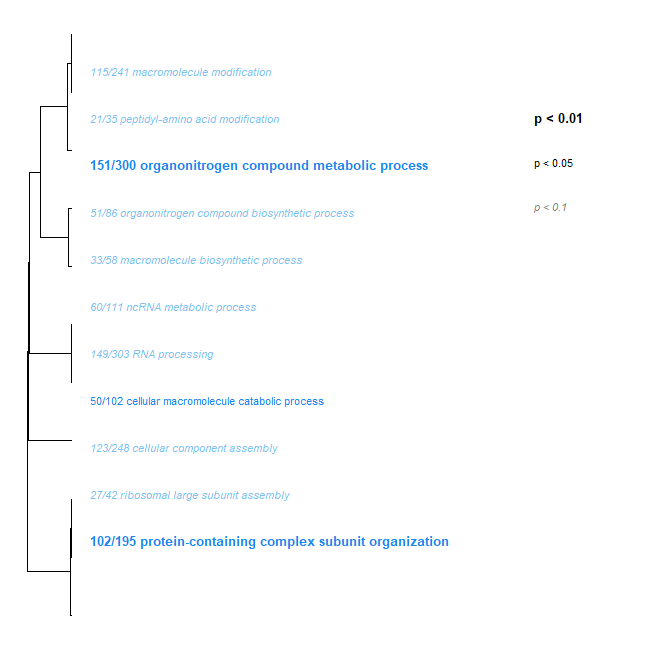 115/241 macromolecule modification
21/35 peptidyl-amino acid modification
p < 0.01
151/300 organonitrogen compound metabolic process
p < 0.05
51/86 organonitrogen compound biosynthetic process
p < 0.1
33/58 macromolecule biosynthetic process
60/111 ncRNA metabolic process
149/303 RNA processing
50/102 cellular macromolecule catabolic process
123/248 cellular component assembly
27/42 ribosomal large subunit assembly
102/195 protein-containing complex subunit organization